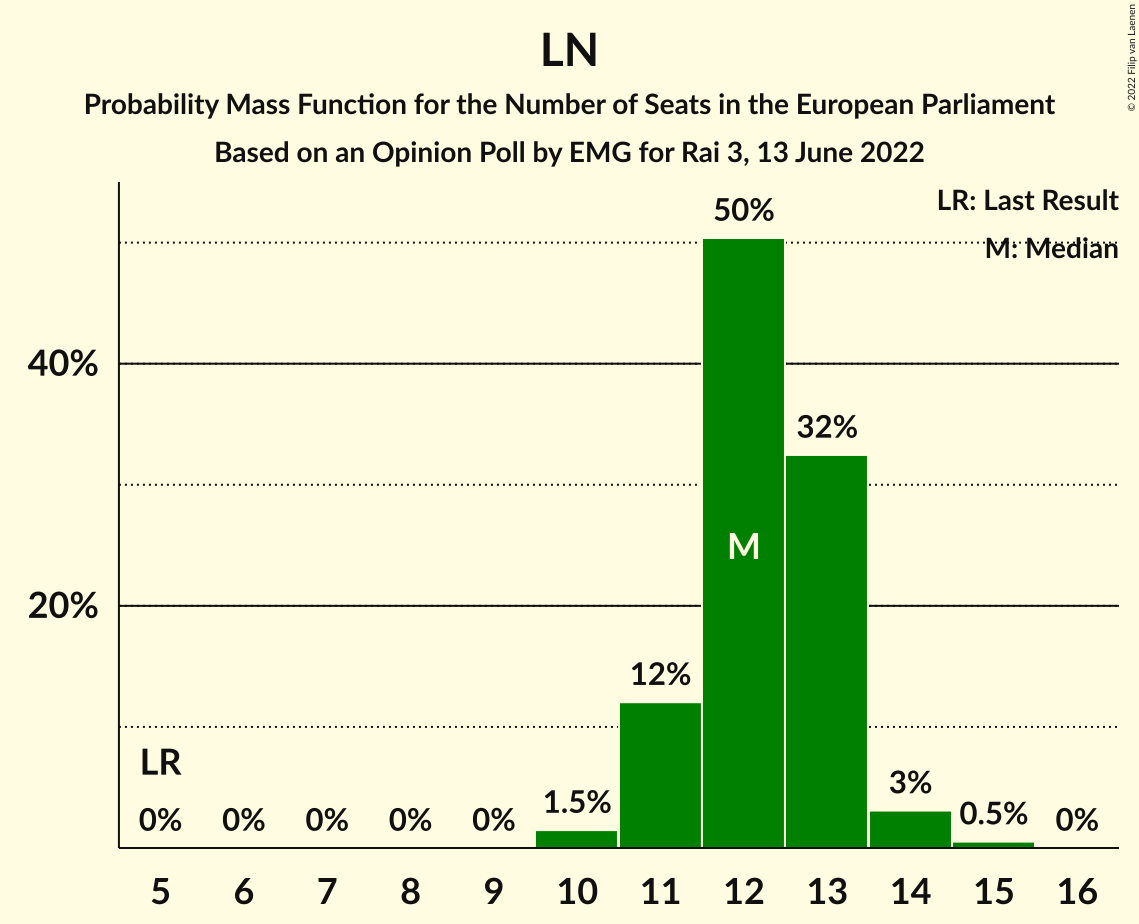 LN
Probability Mass Function for the Number of Seats in the European Parliament
Based on an Opinion Poll by EMG for Rai 3, 13 June 2022
© 2022 Filip van Laenen
LR: Last Result
M: Median
50%
40%
32%
M
20%
12%
LR
0% 0% 0% 0% 0% 1.5% 3% 0.5% 0%
5 6 7 8 9 10 11 12 13 14 15 16